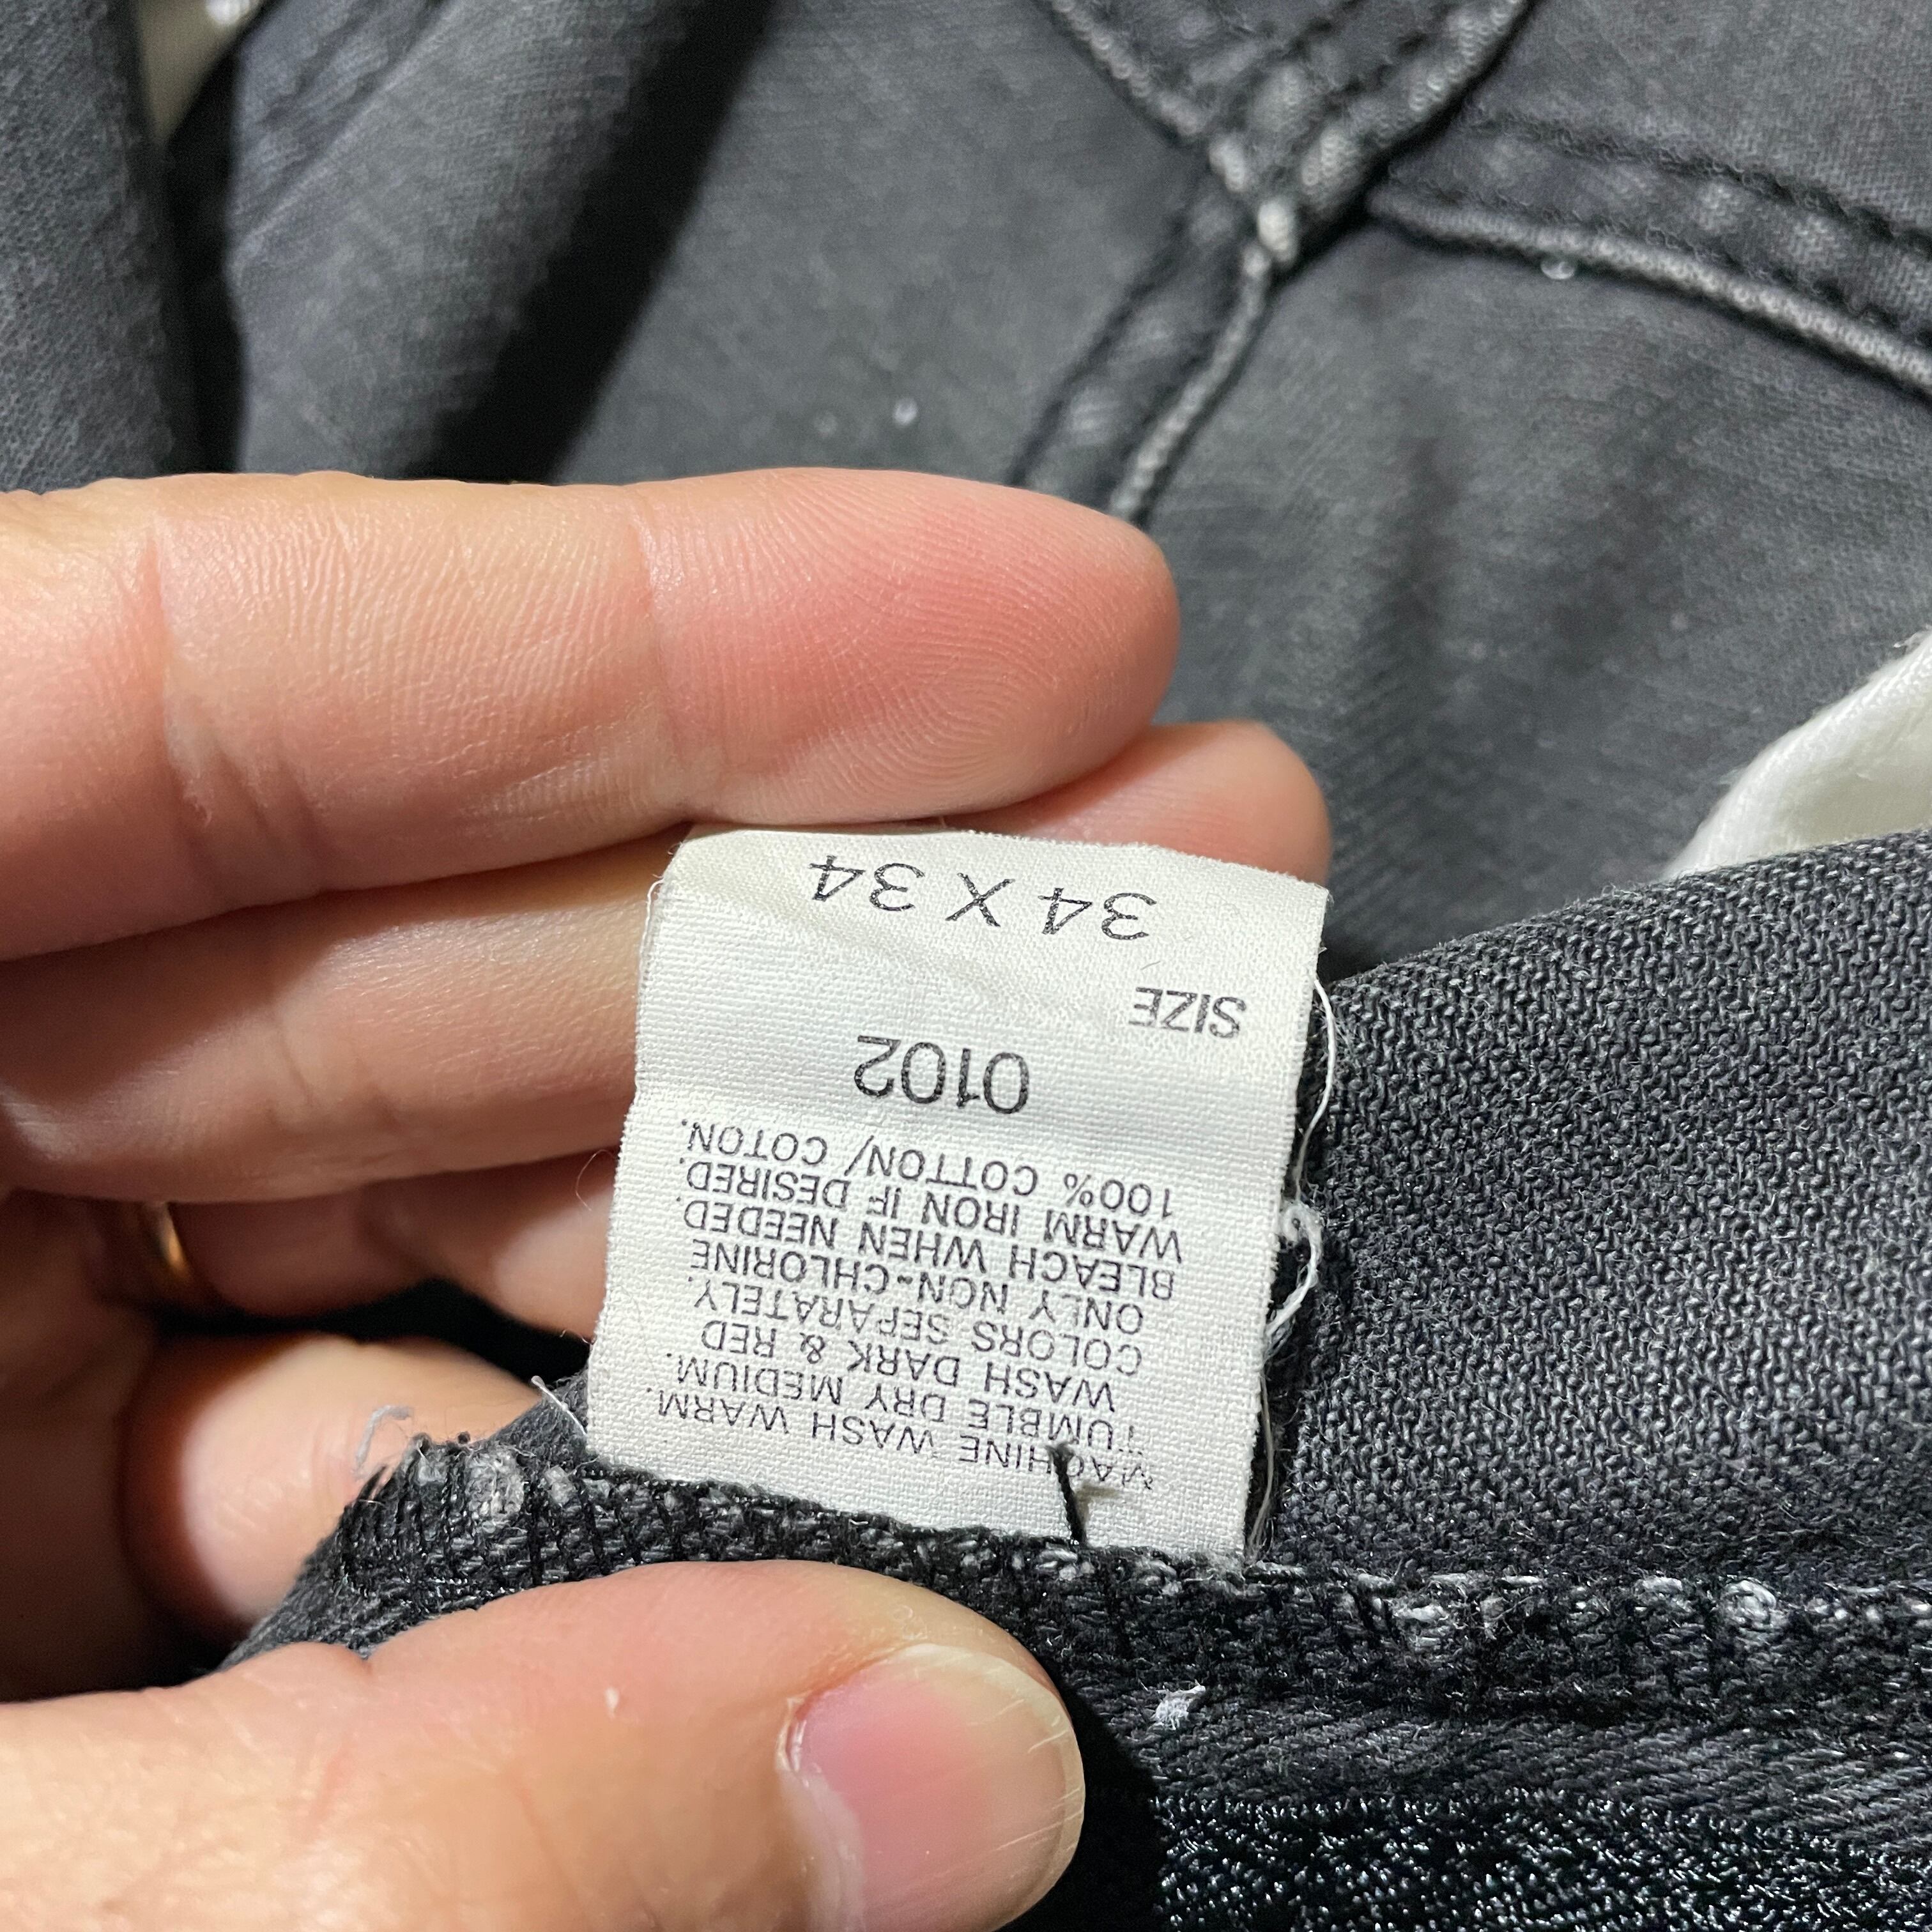 MACHINE WASH WARM.
TUMBLE DRY MEDIUM.
WASH DARK & RED
COLORS SEPARATELY.
ONLY NON-CHLORINE
BLEACH WHEN NEEDED.
WARM IRON IF DESIRED.
100% COTTON/ COTON.
0102
SIZE
34 X 34